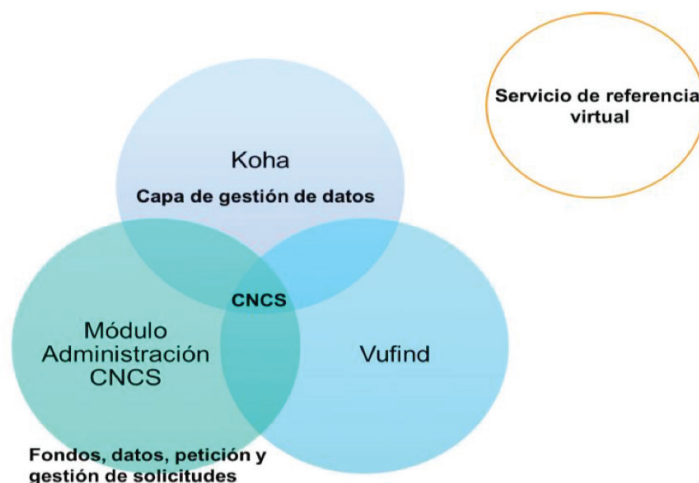 Servicio de referencia
virtual
Koha
Capa de gestión de datos
CNCS
Módulo
Administración
CNCS
Vufind
Fondos, datos, petición y
gestión de solicitudes